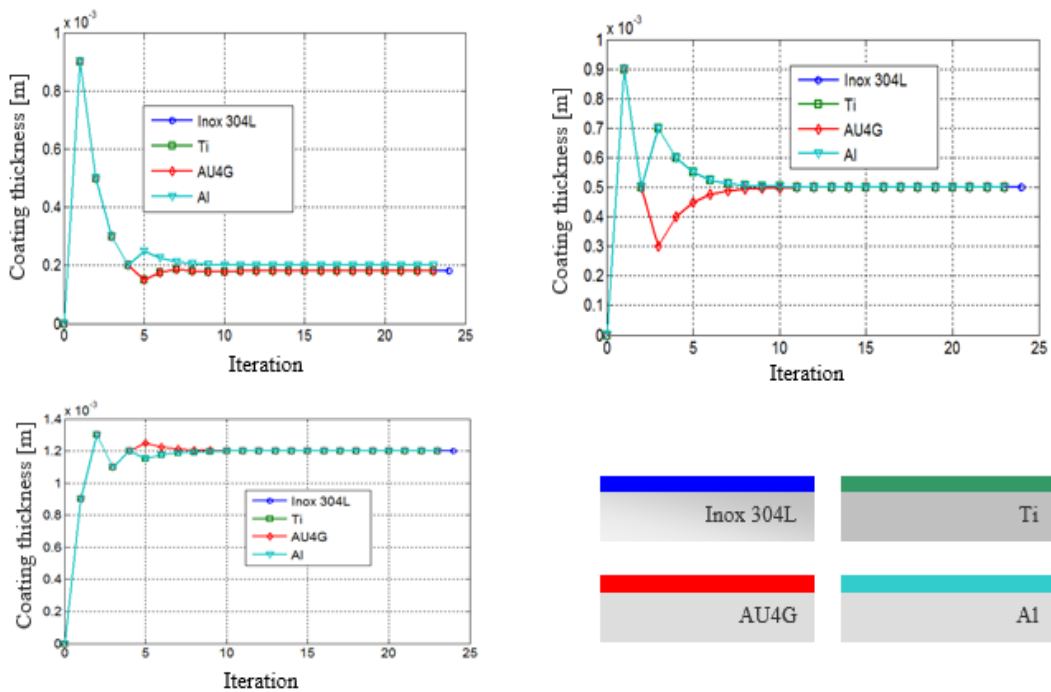 x 10⁻³
1
0.8
0.6
0.4
0.2
0
Coating thickness [m]
Inox 304L
Ti
AU4G
Al
0 5 10 15 20 25
Iteration
x 10⁻³
1
0.9
0.8
0.7
0.6
0.5
0.4
0.3
0.2
0.1
0
Coating thickness [m]
Inox 304L
Ti
AU4G
Al
0 5 10 15 20 25
Iteration
x 10⁻³
1.4
1.2
1
0.8
0.6
0.4
0.2
0
Coating thickness [m]
Inox 304L
Ti
AU4G
Al
0 5 10 15 20 25
Iteration
Inox 304L
Ti
AU4G
Al